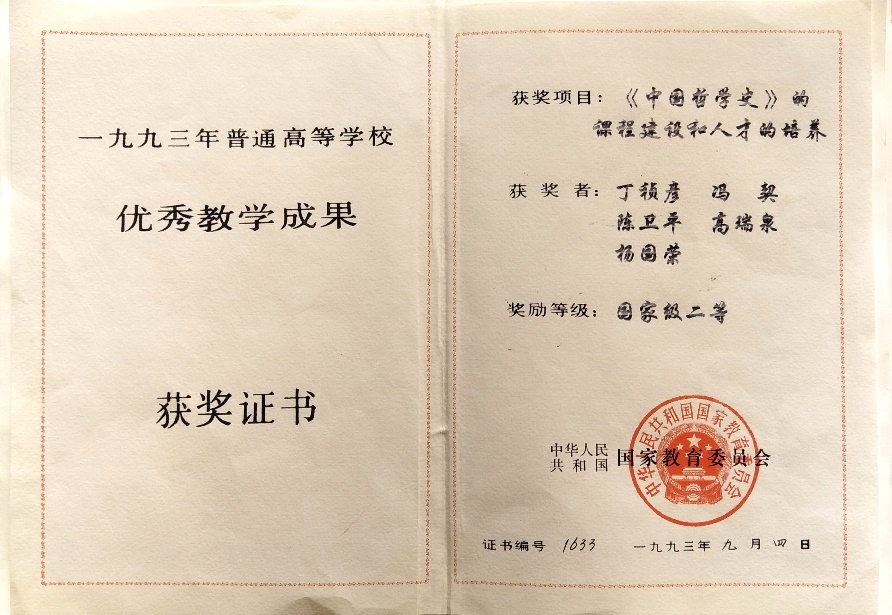 一九九三年普通高等学校
优秀教学成果
获奖证书
获奖项目：《中国哲学史》的
课程建设和人才的培养
获奖者：丁祯彦 冯契
陈卫平 高瑞泉
杨国荣
奖励等级：国家级二等
中华人民
共和国 国家教育委员会
中华人民共和国国家教育委员会
证书编号 1633 一九九三年九月四日